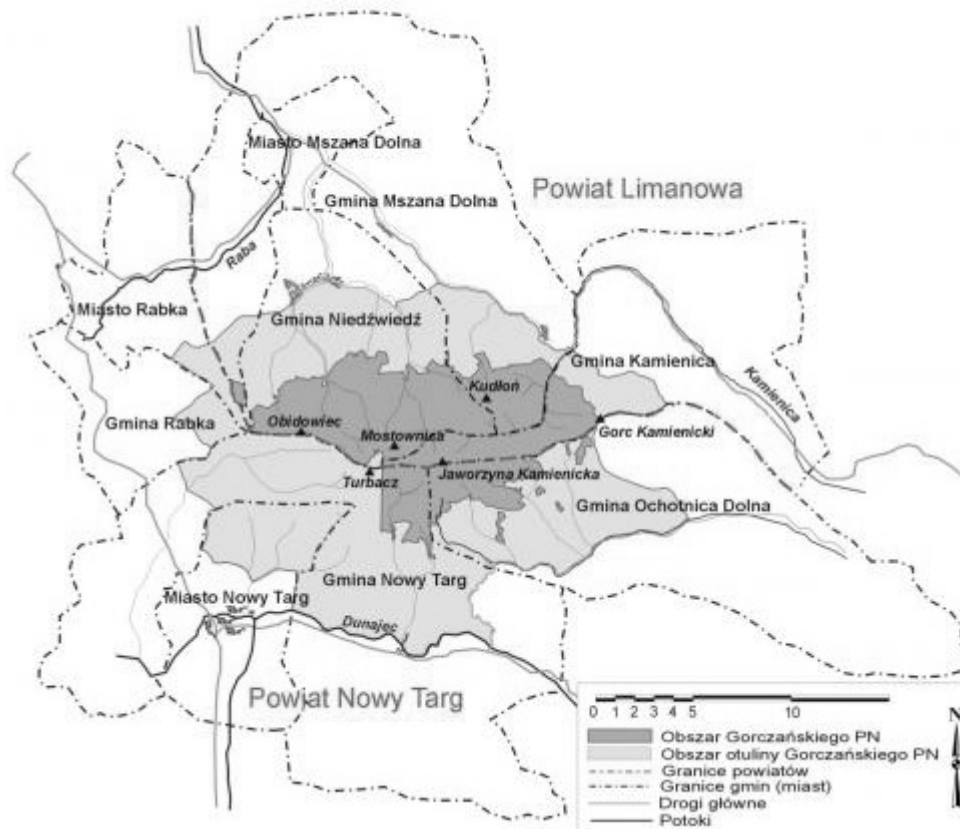 Miasto Mszana Dolna
Powiat Limanowa
Gmina Mszana Dolna
Raba
Miasto Rabka
Gmina Niedźwiedź
Gmina Kamienica
Kamienica
Kudłoń
Gmina Rabka
Obidowiec
Gorc Kamienicki
Mostownica
Jaworzyna Kamienicka
Turbacz
Gmina Ochotnica Dolna
Gmina Nowy Targ
Miasto Nowy Targ
Dunajec
Powiat Nowy Targ
0 1 2 3 4 5 10
N
Obszar Gorczańskiego PN
Obszar otuliny Gorczańskiego PN
Granice powiatów
Granice gmin (miast)
Drogi główne
Potoki